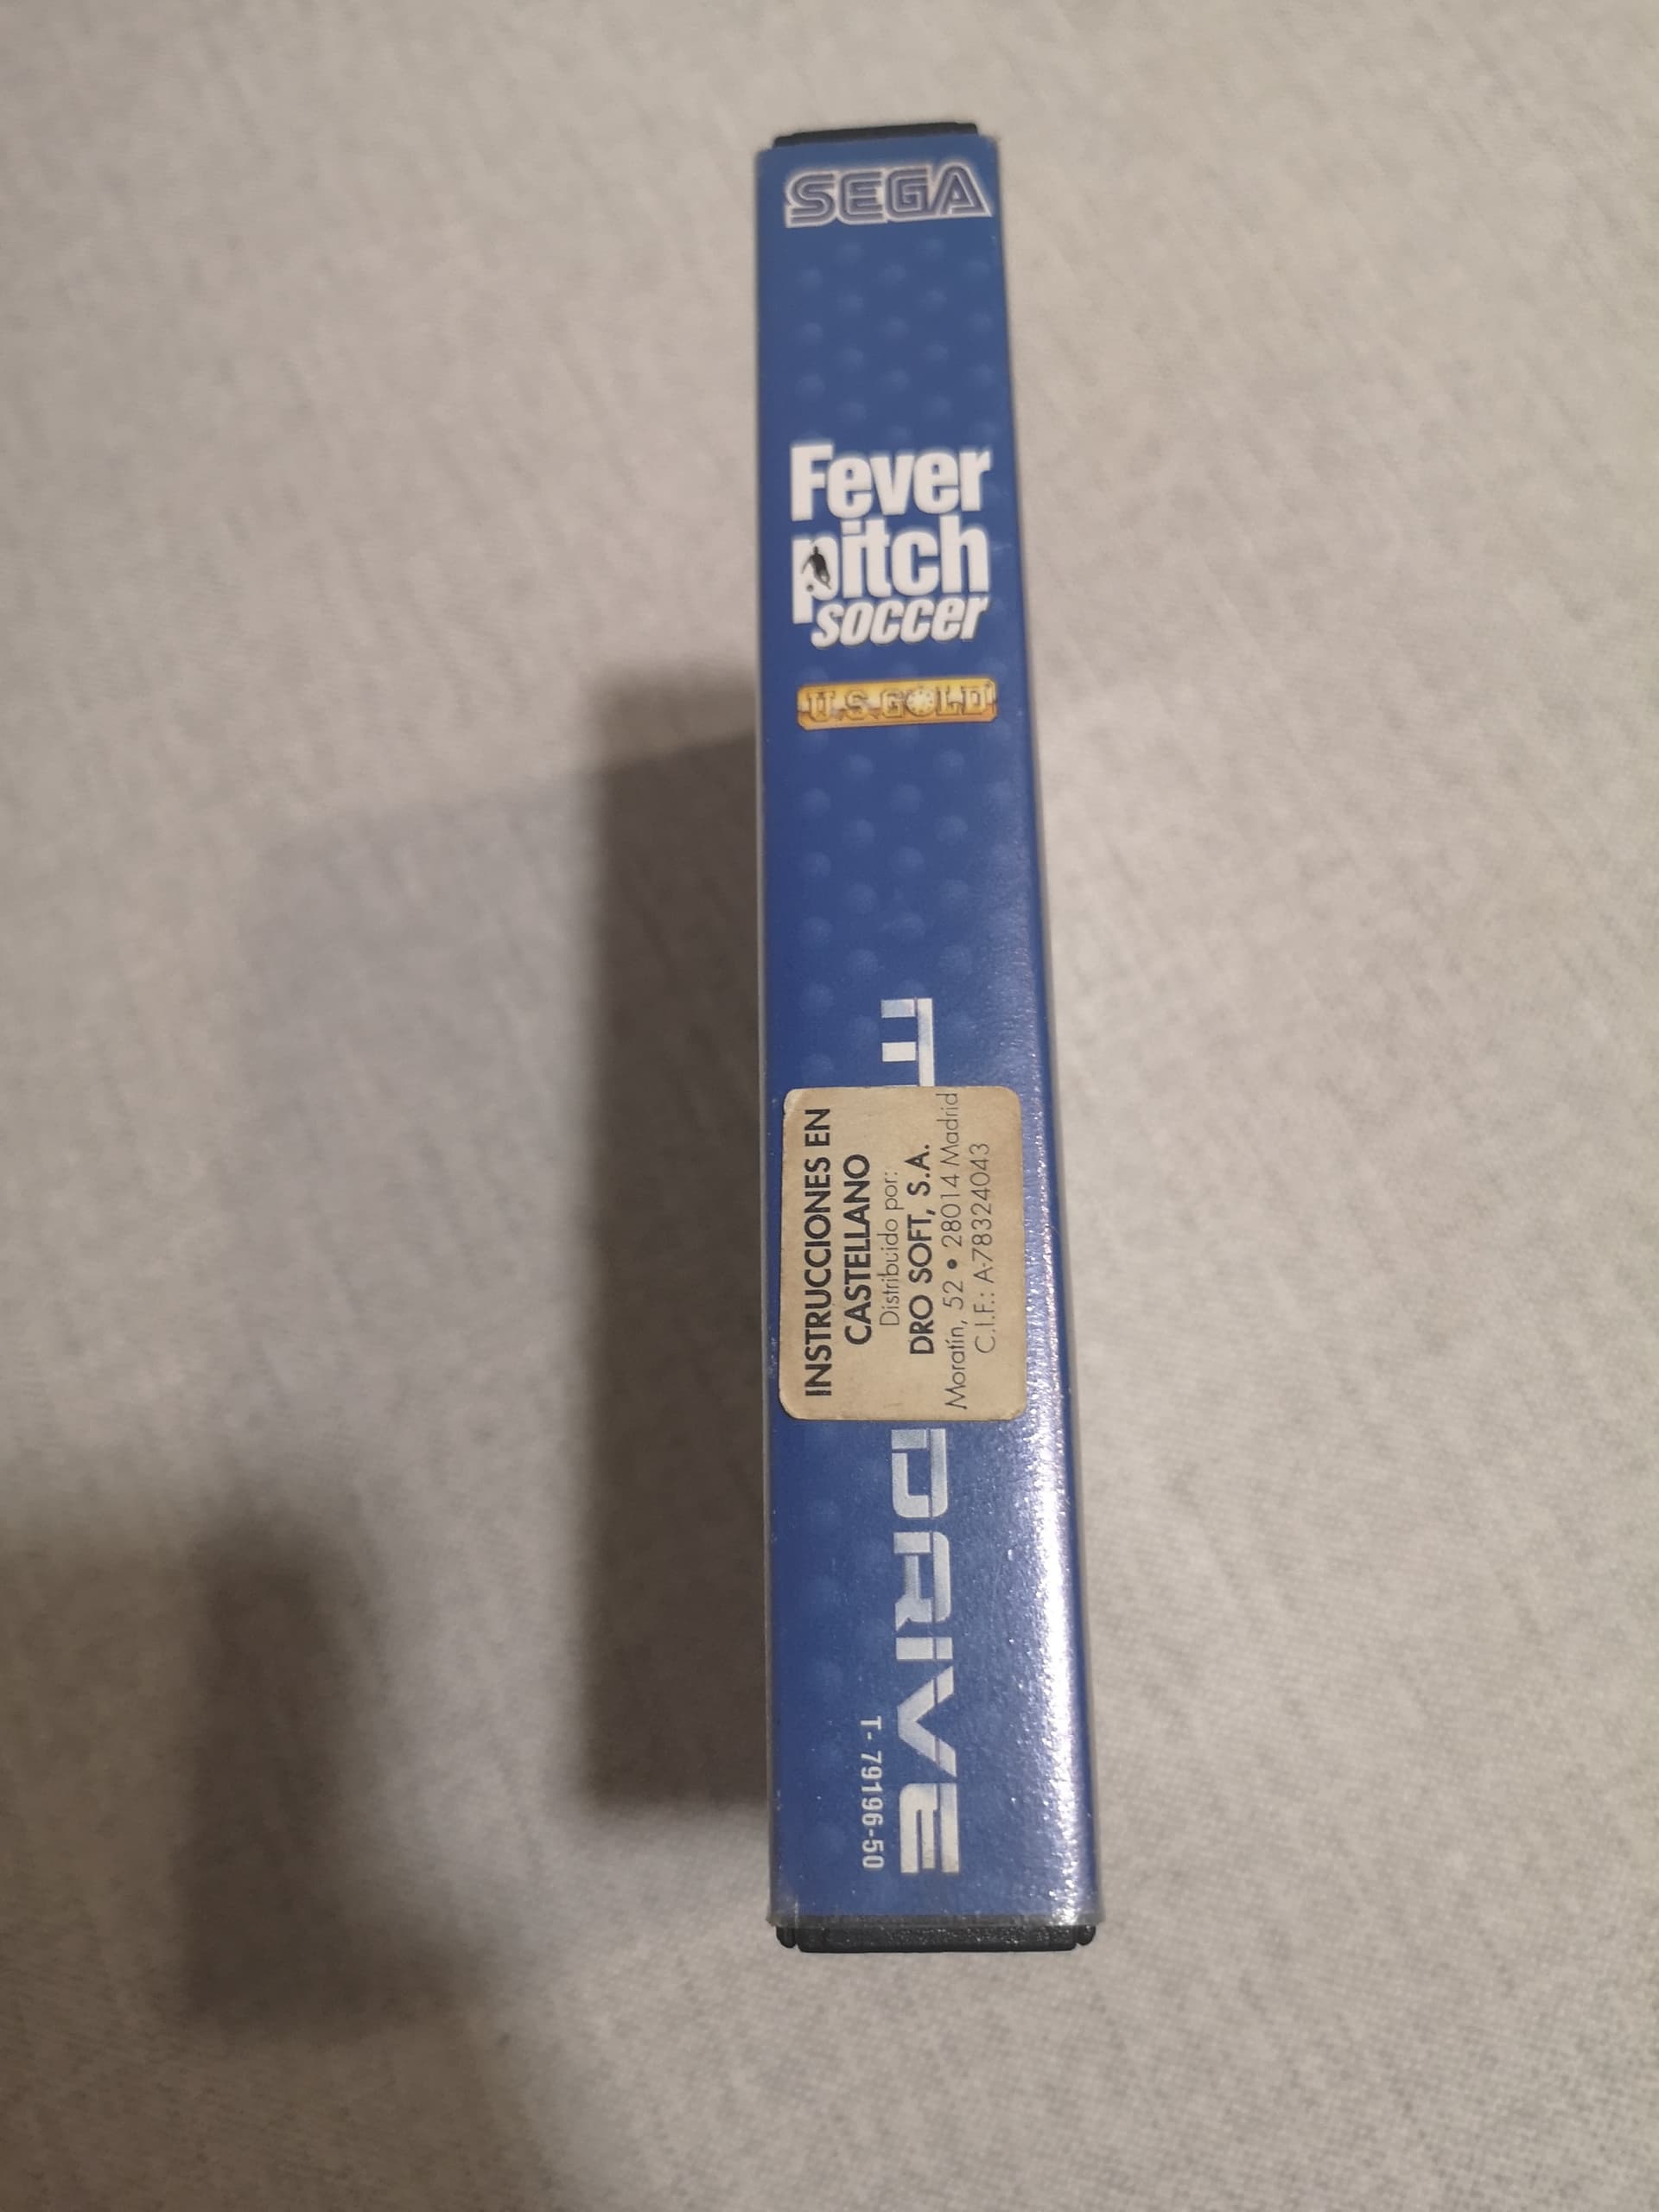 SEGA
Fever
pitch
soccer
U.S. GOLD
INSTRUCCIONES EN
CASTELLANO
Distribuido por:
DRO SOFT, S.A.
Moratín, 52 • 28014 Madrid
C.I.F.: A-78324043
DRIVE
T-79196-50